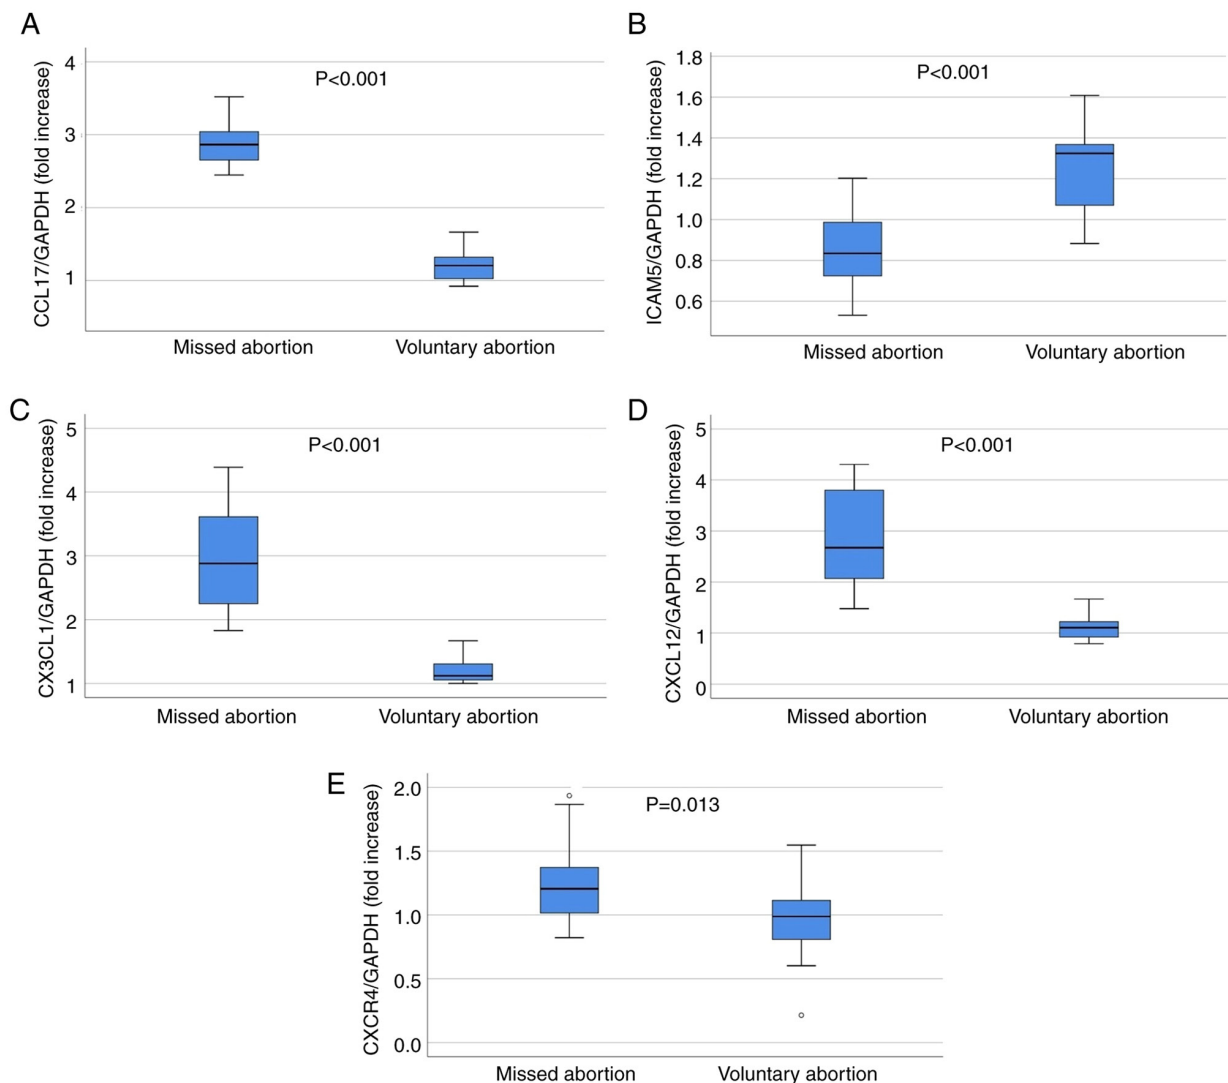 A
CCL17/GAPDH (fold increase)
4
3
2
1
P<0.001
Missed abortion
Voluntary abortion
B
ICAM5/GAPDH (fold increase)
1.8
1.6
1.4
1.2
1.0
0.8
0.6
P<0.001
Missed abortion
Voluntary abortion
C
CX3CL1/GAPDH (fold increase)
5
4
3
2
1
P<0.001
Missed abortion
Voluntary abortion
D
CXCL12/GAPDH (fold increase)
5
4
3
2
1
0
P<0.001
Missed abortion
Voluntary abortion
E
CXCR4/GAPDH (fold increase)
2.0
1.5
1.0
0.5
0.0
P=0.013
Missed abortion
Voluntary abortion